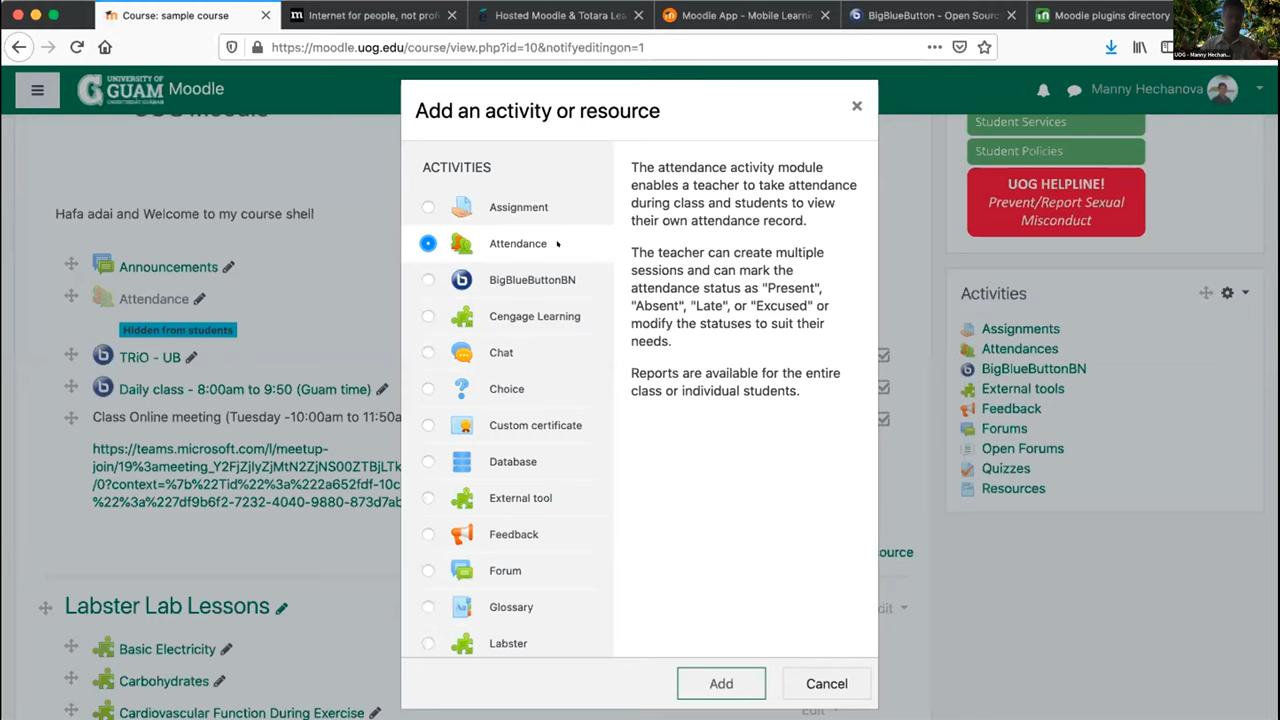 Course: sample course
Internet for people, not prof
Hosted Moodle & Totara Le
Moodle App - Mobile Learni
BigBlueButton - Open Sourc
Moodle plugins directory
UOG - Manny Hechan...
https://moodle.uog.edu/course/view.php?id=10&notifyeditingon=1
UNIVERSITY OF
GUAM
Moodle
Manny Hechanova
Add an activity or resource
Student Services
Student Policies
UOG HELPLINE!
Prevent/Report Sexual
Misconduct
Hafa adai and Welcome to my course shell
Announcements
Attendance
Hidden from students
TRiO - UB
Daily class - 8:00am to 9:50 (Guam time)
Class Online meeting (Tuesday -10:00am to 11:50a
https://teams.microsoft.com/l/meetup-
join/19%3ameeting_Y2FjZjIyZjMtN2ZjNS00ZTBjLTk
/0?context=%7b%22Tid%22%3a%222a652fdf-10c
%22%3a%227df9b6f2-7232-4040-9880-873d7ab
Labster Lab Lessons
Basic Electricity
Carbohydrates
Cardiovascular Function During Exercise
ACTIVITIES
Assignment
Attendance
BigBlueButtonBN
Cengage Learning
Chat
Choice
Custom certificate
Database
External tool
Feedback
Forum
Glossary
Labster
The attendance activity module
enables a teacher to take attendance
during class and students to view
their own attendance record.
The teacher can create multiple
sessions and can mark the
attendance status as "Present",
"Absent", "Late", or "Excused" or
modify the statuses to suit their
needs.
Reports are available for the entire
class or individual students.
Add
Cancel
ource
dit
Edit
Activities
Assignments
Attendances
BigBlueButtonBN
External tools
Feedback
Forums
Open Forums
Quizzes
Resources